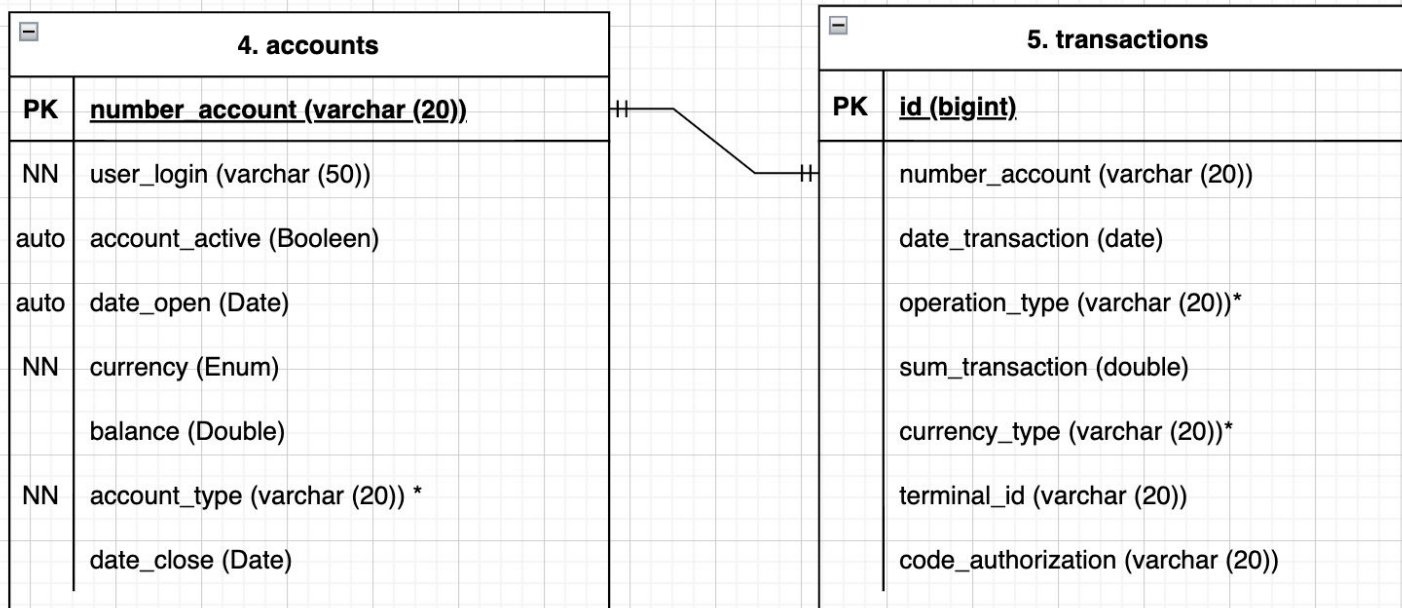 4. accounts
PK number_account (varchar (20))
NN user_login (varchar (50))
auto account_active (Booleen)
auto date_open (Date)
NN currency (Enum)
balance (Double)
NN account_type (varchar (20)) *
date_close (Date)
5. transactions
PK id (bigint)
number_account (varchar (20))
date_transaction (date)
operation_type (varchar (20))*
sum_transaction (double)
currency_type (varchar (20))*
terminal_id (varchar (20))
code_authorization (varchar (20))